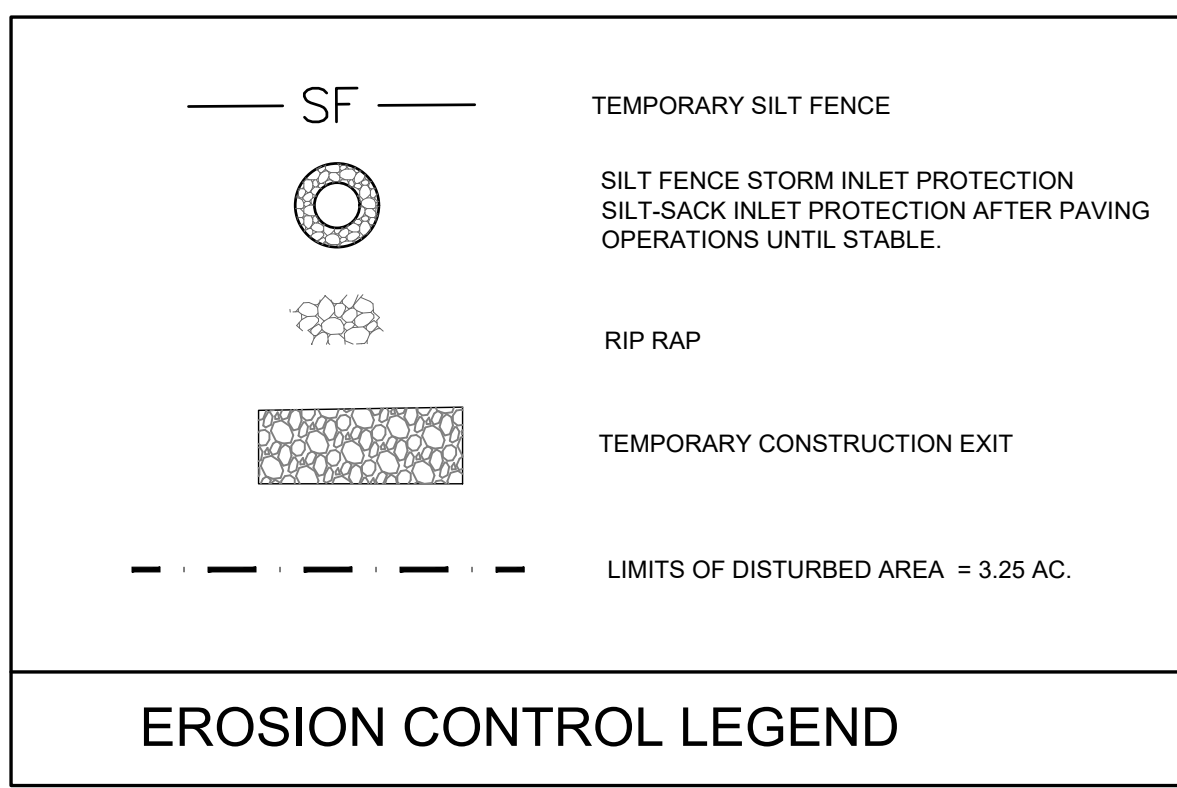 SF
TEMPORARY SILT FENCE
SILT FENCE STORM INLET PROTECTION
SILT-SACK INLET PROTECTION AFTER PAVING
OPERATIONS UNTIL STABLE.
RIP RAP
TEMPORARY CONSTRUCTION EXIT
LIMITS OF DISTURBED AREA = 3.25 AC.
EROSION CONTROL LEGEND